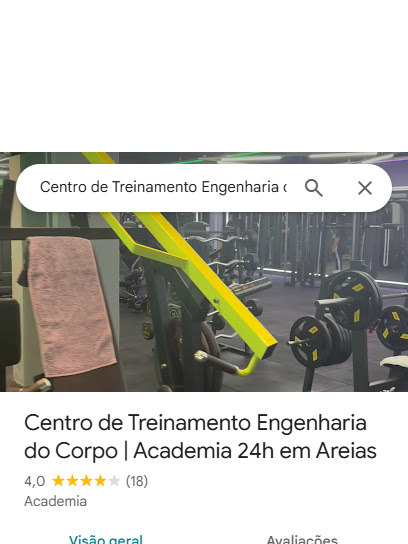 Centro de Treinamento Engenharia
Centro de Treinamento Engenharia
do Corpo | Academia 24h em Areias
4,0 (18)
Academia
Visão geral Avaliações